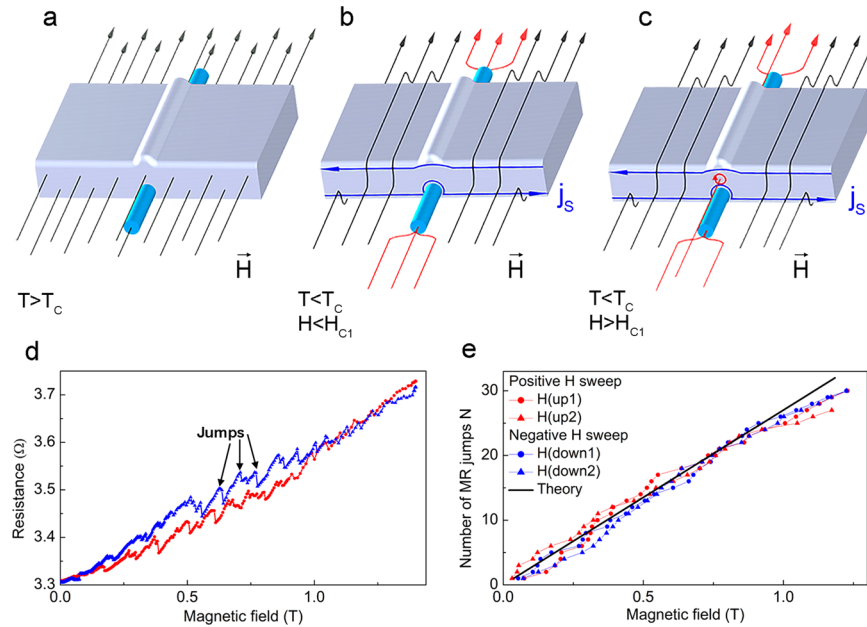 a
b
c
j_S
j_S
H
H
H
T>T_C
T<T_C
H<H_C1
T<T_C
H>H_C1
d
e
3.7
3.6
3.5
3.4
3.3
Resistance (Ω)
Jumps
0.0
0.5
1.0
Magnetic field (T)
30
20
10
0
Number of MR jumps N
Positive H sweep
H(up1)
H(up2)
Negative H sweep
H(down1)
H(down2)
Theory
0.0
0.5
1.0
Magnetic field (T)